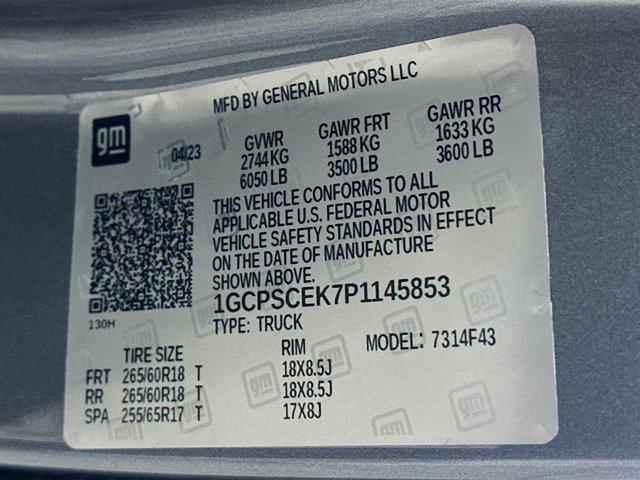 MFD BY GENERAL MOTORS LLC
gm
04/23
GVWR GAWR FRT GAWR RR
2744 KG 1588 KG 1633 KG
6050 LB 3500 LB 3600 LB
THIS VEHICLE CONFORMS TO ALL
APPLICABLE U.S. FEDERAL MOTOR
VEHICLE SAFETY STANDARDS IN EFFECT
ON THE DATE OF MANUFACTURE
SHOWN ABOVE.
1GCPSCEK7P1145853
130H
TYPE: TRUCK MODEL: 7314F43
TIRE SIZE RIM
FRT 265/60R18 T 18X8.5J
RR 265/60R18 T 18X8.5J
SPA 255/65R17 T 17X8J